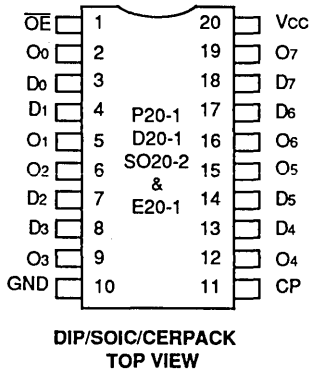 OE 1 20 Vcc
O0 2 19 O7
D0 3 18 D7
D1 4 P20-1 17 D6
O1 5 D20-1 16 O6
O2 6 SO20-2 15 O5
D2 7 & 14 D5
D3 8 E20-1 13 D4
O3 9 12 O4
GND 10 11 CP
DIP/SOIC/CERPACK
TOP VIEW